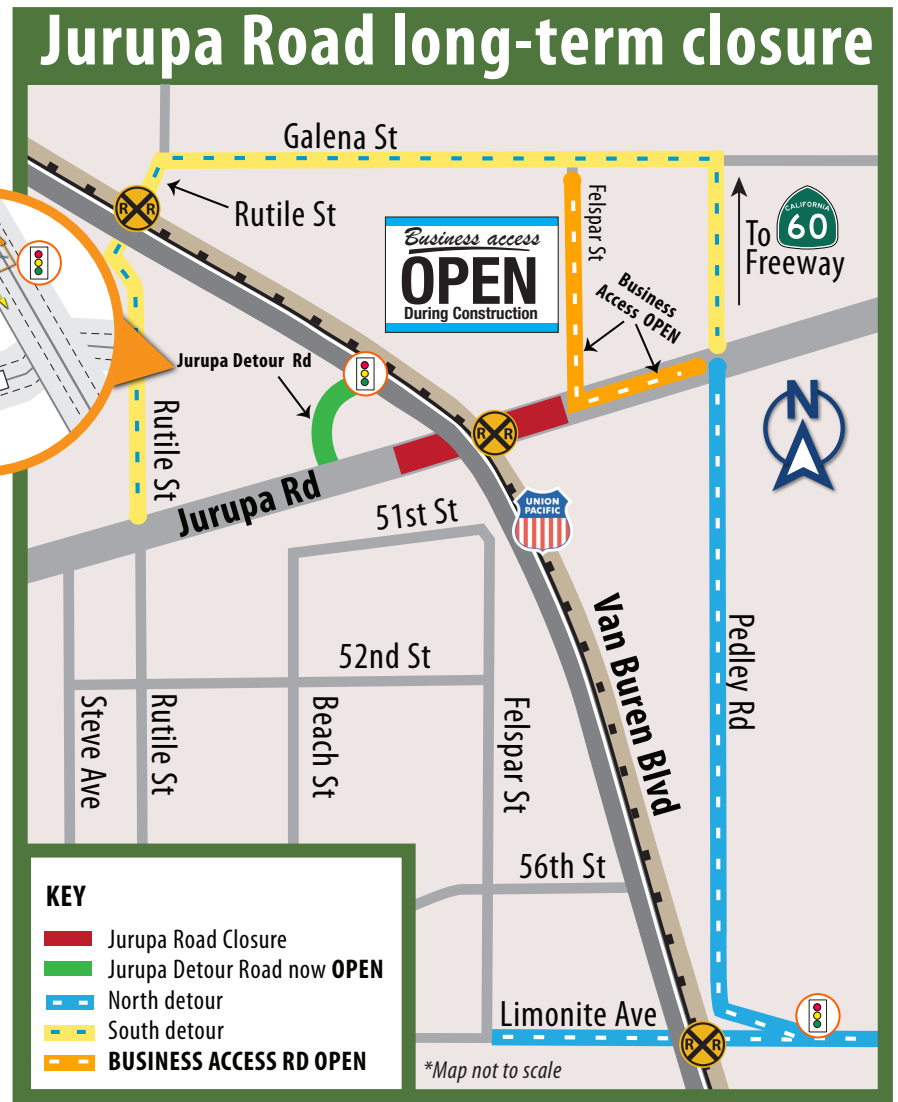 Jurupa Road long-term closure
Galena St
Rutile St
R R
Felspar St
CALIFORNIA
60
To
Freeway
Business access
OPEN
During Construction
Business
Access OPEN
Jurupa Detour Rd
R R
Rutile St
Jurupa Rd
N
51st St
UNION
PACIFIC
52nd St
Van Buren Blvd
Pedley Rd
Steve Ave
Rutile St
Beach St
Felspar St
56th St
Limonite Ave
R R
*Map not to scale
KEY
Jurupa Road Closure
Jurupa Detour Road now OPEN
North detour
South detour
BUSINESS ACCESS RD OPEN